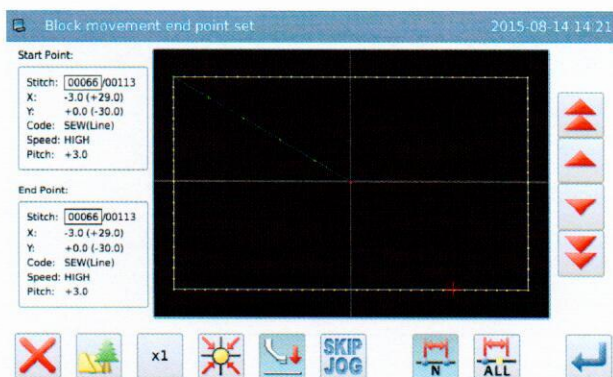 Block movement end point set 2015-08-14 14:21
Start Point:
Stitch: 00066/00113
X: -3.0 (+29.0)
Y: +0.0 (-30.0)
Code: SEW(Line)
Speed: HIGH
Pitch: +3.0
End Point:
Stitch: 00066/00113
X: -3.0 (+29.0)
Y: +0.0 (-30.0)
Code: SEW(Line)
Speed: HIGH
Pitch: +3.0
x1
SKIP
JOG
N
ALL